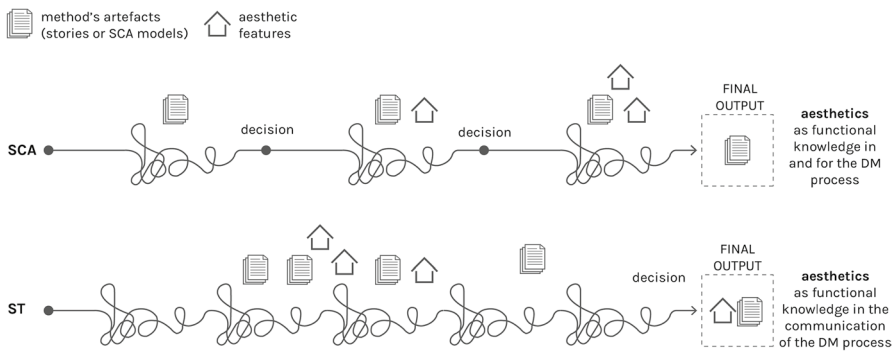 method's artefacts
(stories or SCA models)
aesthetic
features
SCA
decision
decision
FINAL
OUTPUT
aesthetics
as functional
knowledge in
and for the DM
process
ST
decision
FINAL
OUTPUT
aesthetics
as functional
knowledge in the
communication
of the DM process